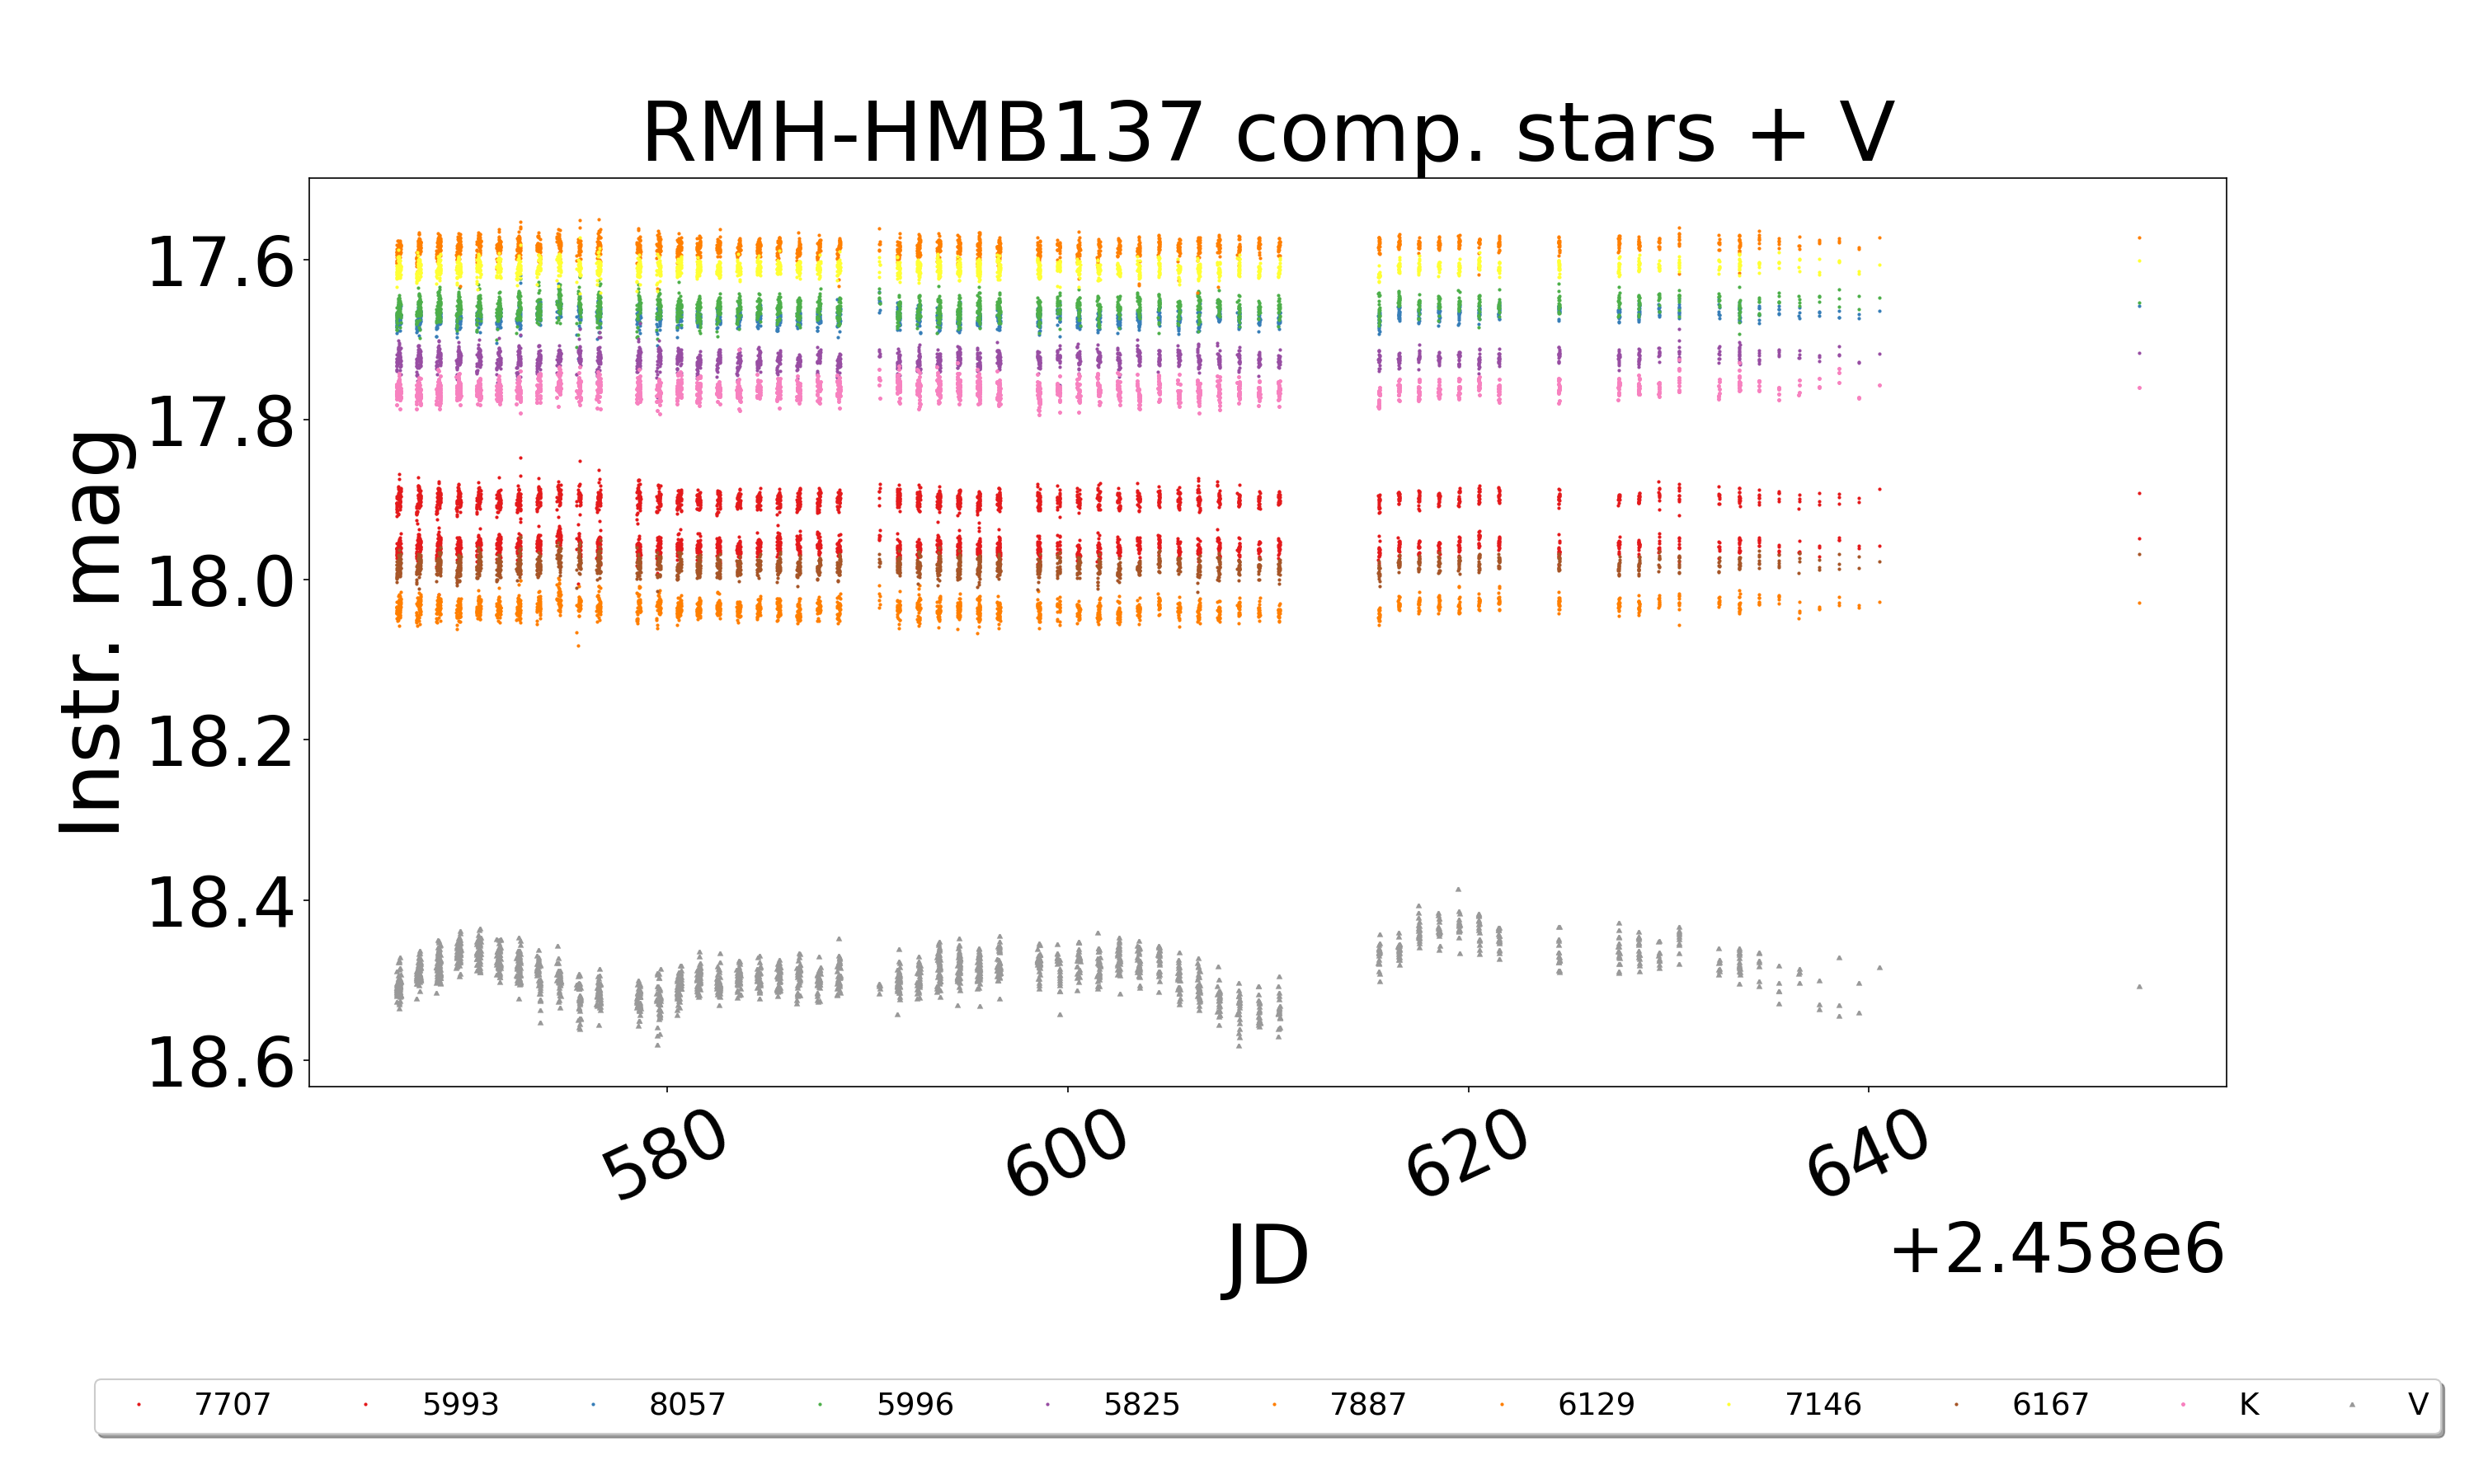 RMH-HMB137 comp. stars + V
Instr. mag
17.6
17.8
18.0
18.2
18.4
18.6
580
600
620
640
JD
+2.458e6
7707 5993 8057 5996 5825 7887 6129 7146 6167 K V